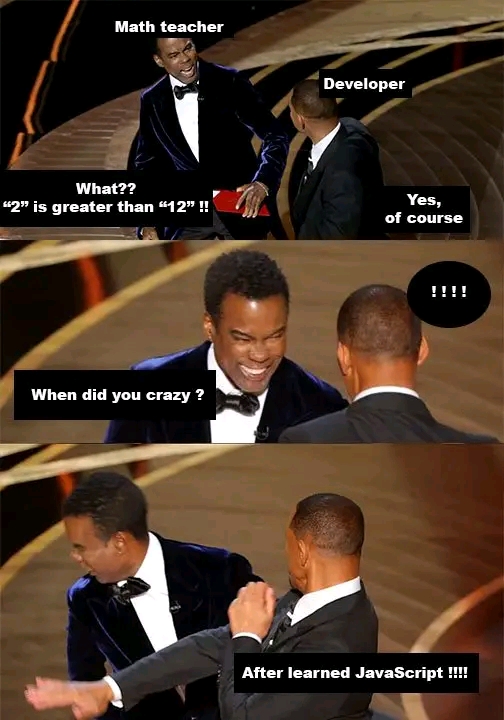 Math teacher
Developer
What??
“2” is greater than “12” !!
Yes,
of course
! ! ! !
When did you crazy ?
After learned JavaScript !!!!